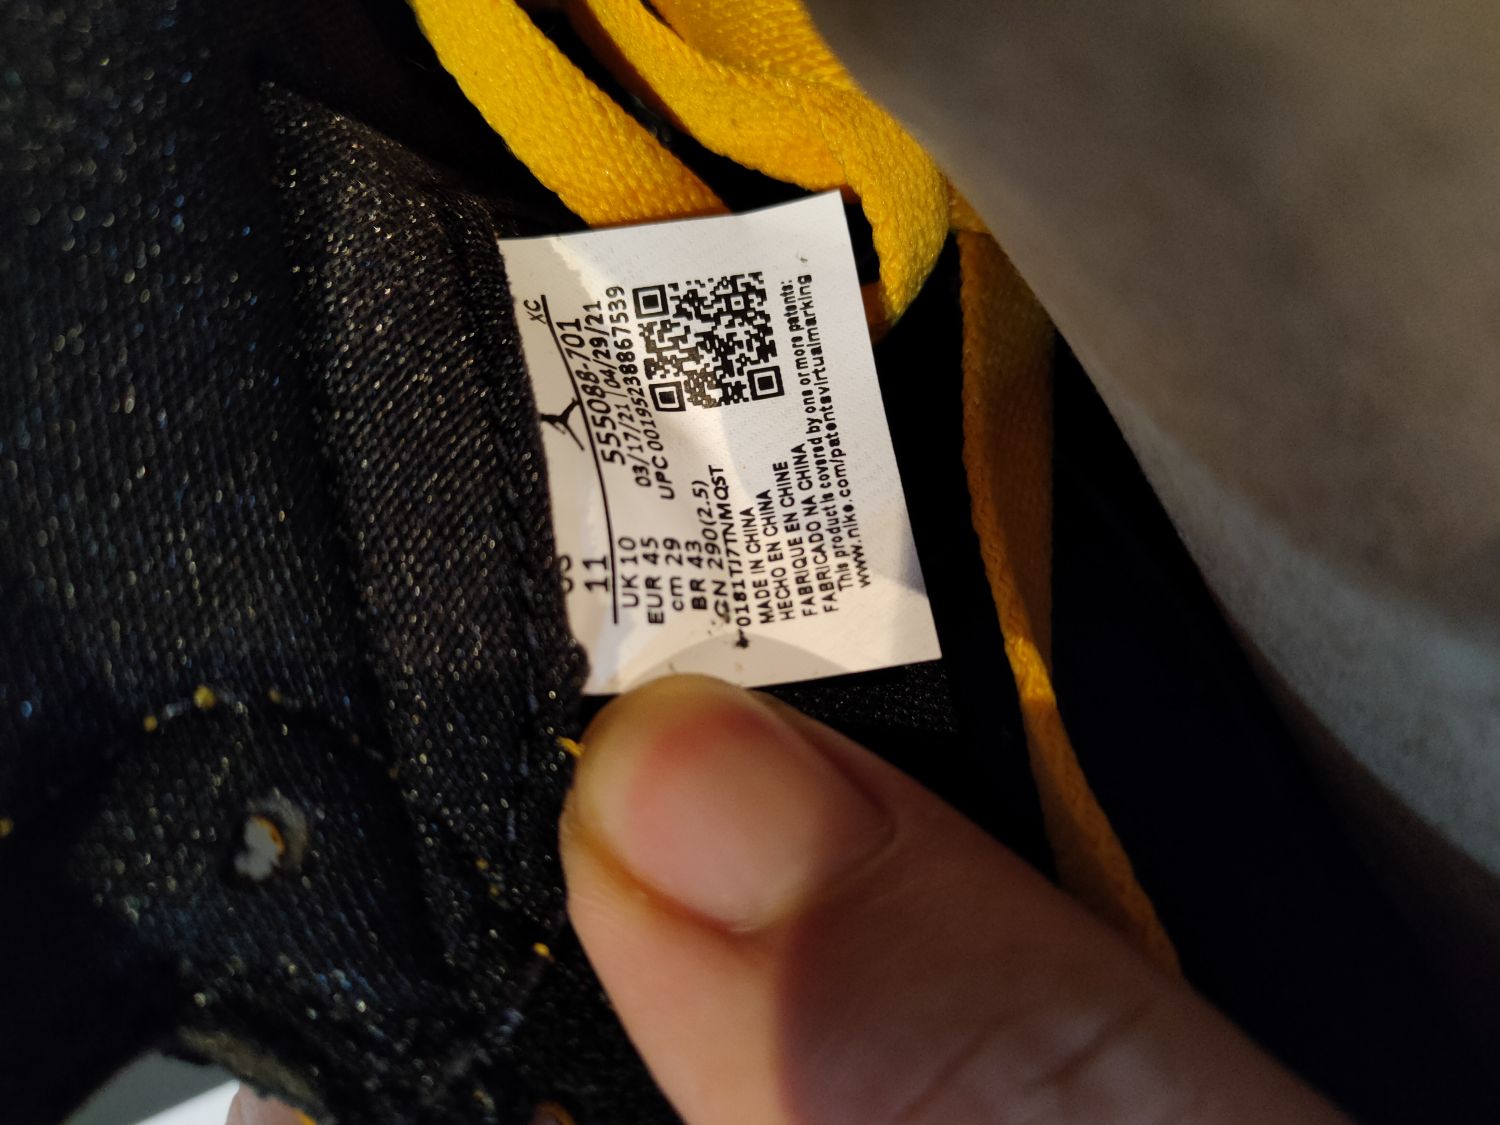 XC
US
11
555088-701
UK 10
03/17/21 04/29/21
EUR 45
UPC 00195238867539
cm 29
BR 43
CN 290(2.5)
0181TJ7TNMQST
MADE IN CHINA
HECHO EN CHINA
FABRIQUE EN CHINE
FABRICADO NA CHINA
This product is covered by one or more patents:
www.nike.com/patentsvirtualmarking